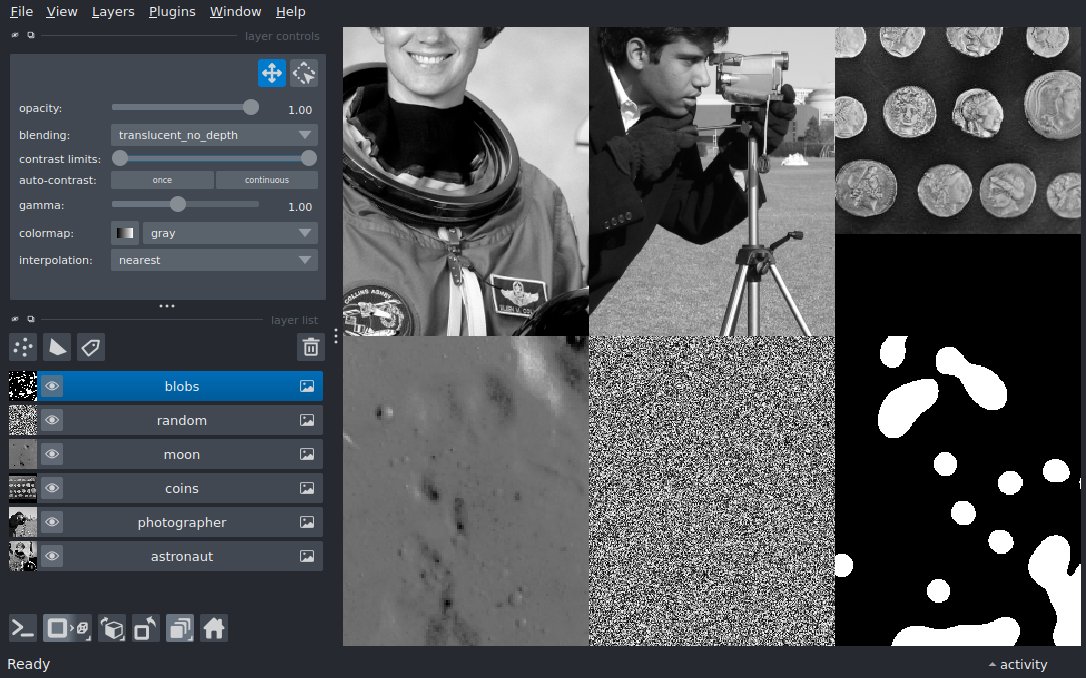 File View Layers Plugins Window Help
layer controls
opacity: 1.00
blending: translucent_no_depth
contrast limits:
auto-contrast: once continuous
gamma: 1.00
colormap: gray
interpolation: nearest
layer list
blobs
random
moon
coins
photographer
astronaut
Ready activity